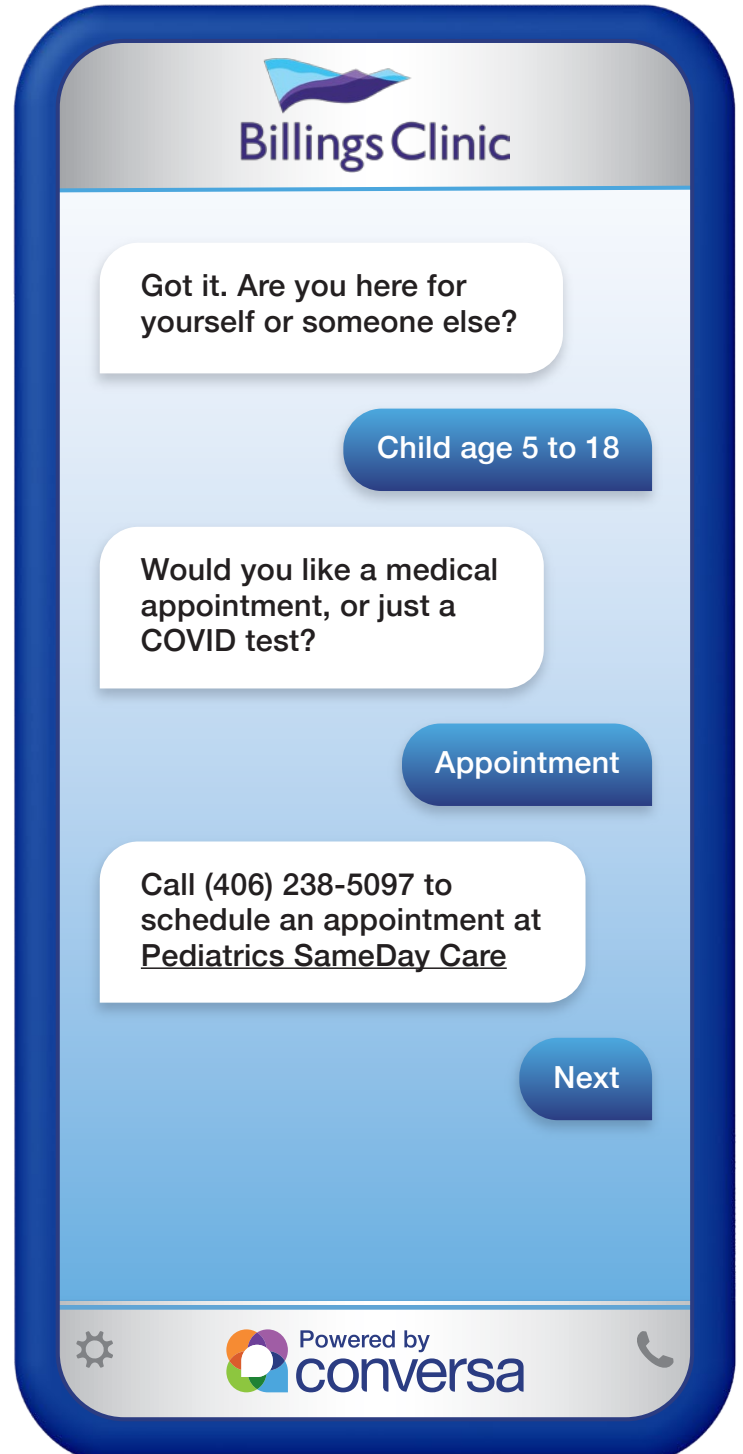 Billings Clinic
Got it. Are you here for
yourself or someone else?
Child age 5 to 18
Would you like a medical
appointment, or just a
COVID test?
Appointment
Call (406) 238-5097 to
schedule an appointment at
Pediatrics SameDay Care
Next
Powered by
conversa